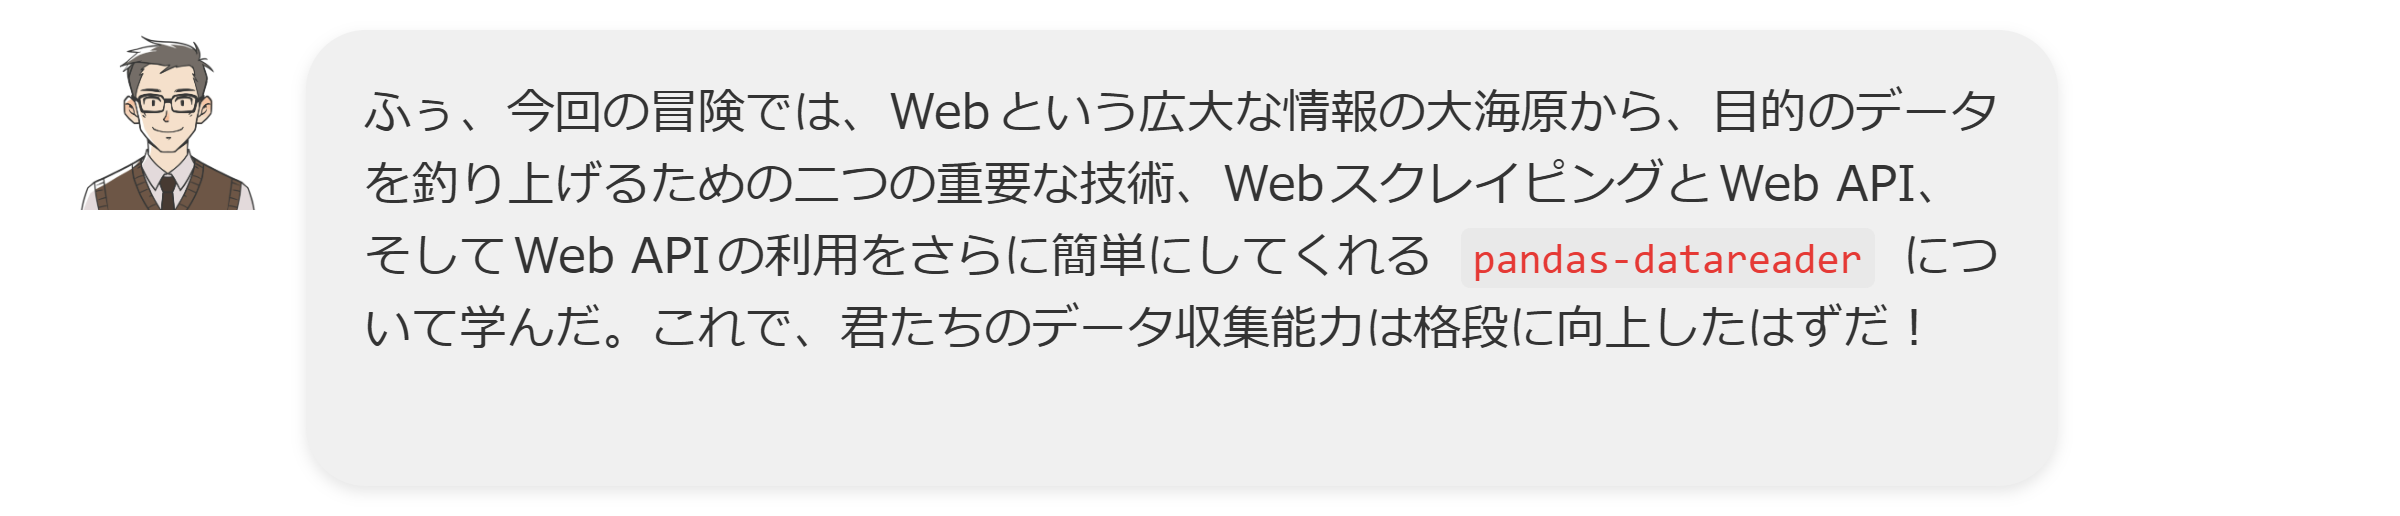 ふぅ、今回の冒険では、Webという広大な情報の大海原から、目的のデータ
を釣り上げるための二つの重要な技術、WebスクレイピングとWeb API、
そしてWeb APIの利用をさらに簡単にしてくれる pandas-datareader につ
いて学んだ。これで、君たちのデータ収集能力は格段に向上したはずだ！